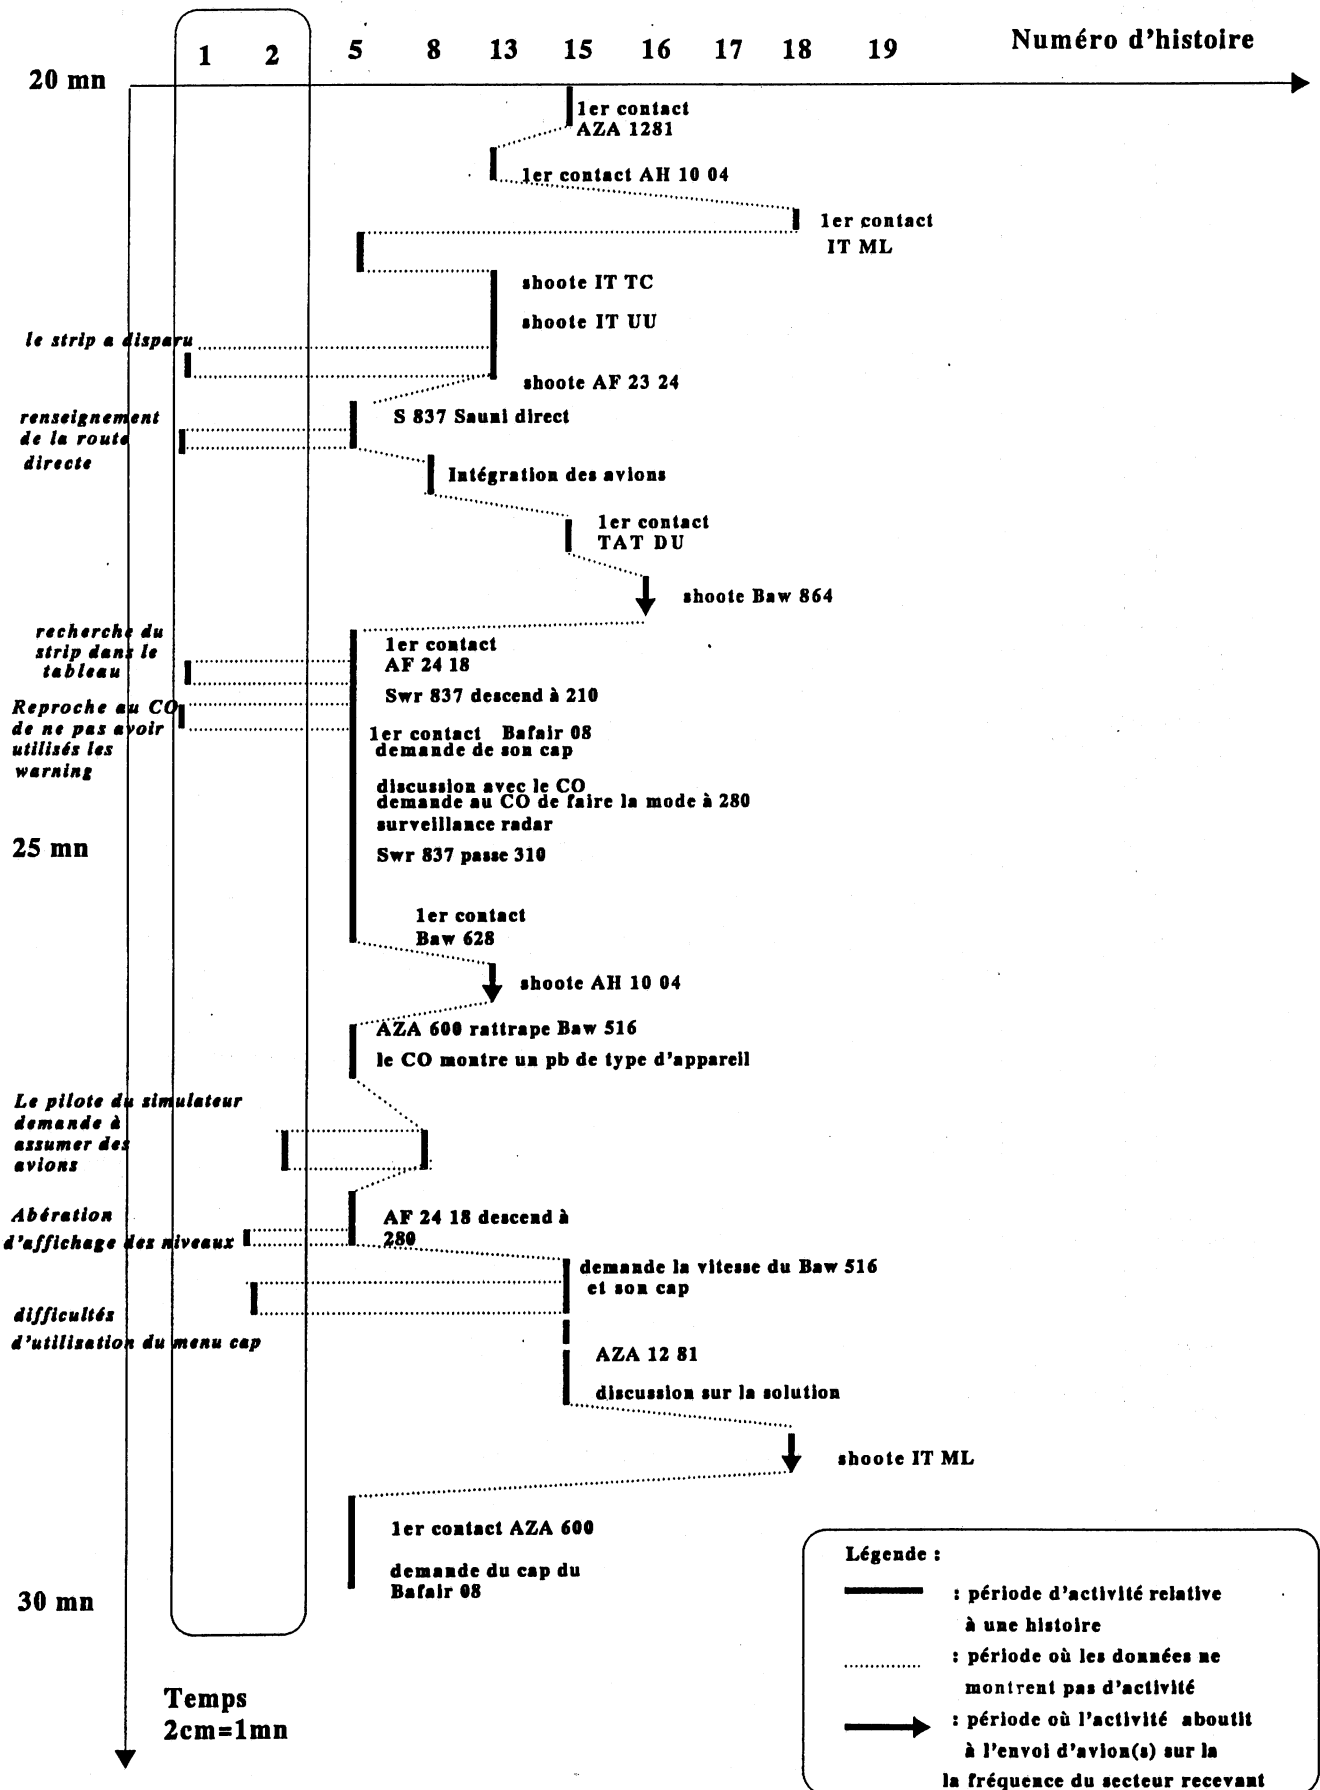 1 2 5 8 13 15 16 17 18 19 Numéro d'histoire
20 mn
1er contact
AZA 1281
1er contact AH 10 04
1er contact
IT ML
shoote IT TC
shoote IT UU
le strip a disparu
shoote AF 23 24
renseignement
de la route
directe
S 837 Sauni direct
Intégration des avions
1er contact
TAT DU
shoote Baw 864
recherche du
strip dans le
tableau
1er contact
AF 24 18
Swr 837 descend à 210
Reproche au CO
de ne pas avoir
utilisés les
warning
1er contact Bafair 08
demande de son cap
discussion avec le CO
demande au CO de faire la mode à 280
surveillance radar
25 mn
Swr 837 passe 310
1er contact
Baw 628
shoote AH 10 04
AZA 600 rattrape Baw 516
le CO montre un pb de type d'appareil
Le pilote du simulateur
demande à
assumer des
avions
Abération
d'affichage des niveaux
AF 24 18 descend à
280
demande la vitesse du Baw 516
et son cap
difficultés
d'utilisation du menu cap
AZA 12 81
discussion sur la solution
shoote IT ML
1er contact AZA 600
demande du cap du
Bafair 08
30 mn
Temps
2cm=1mn
Légende :
: période d'activité relative
à une histoire
: période où les données ne
montrent pas d'activité
: période où l'activité aboutit
à l'envoi d'avion(s) sur la
la fréquence du secteur recevant